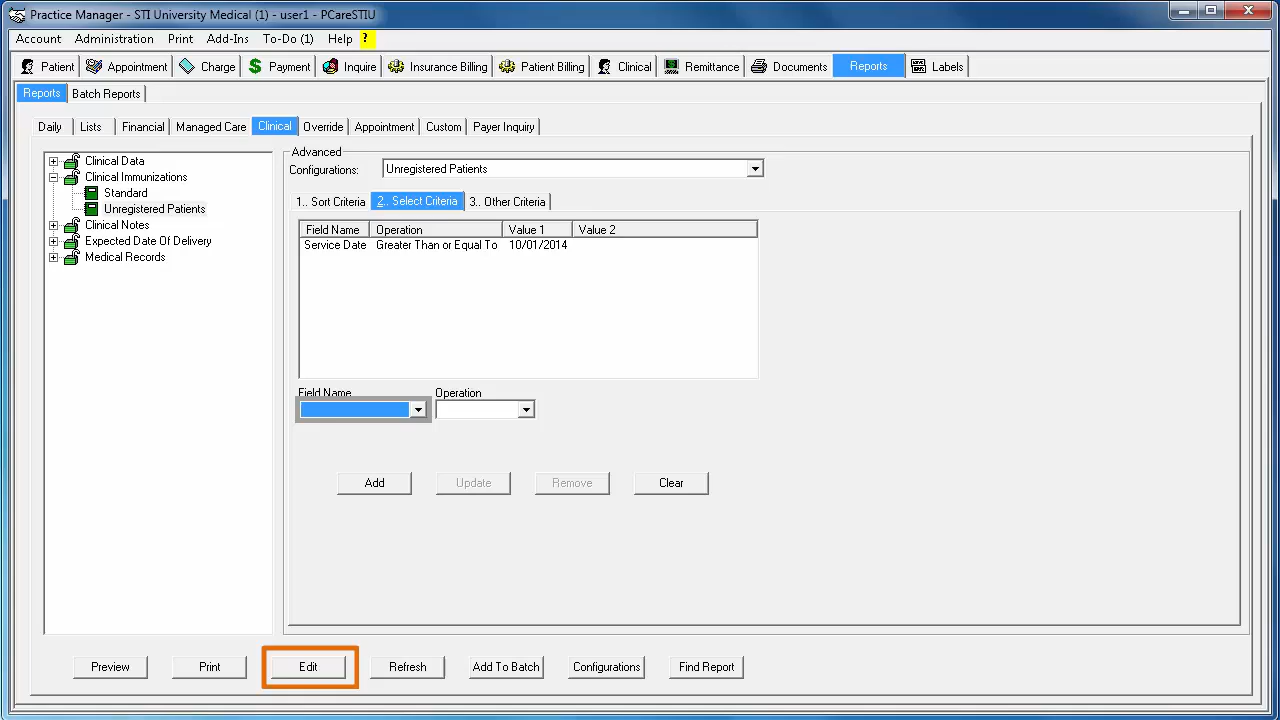 Practice Manager - STI University Medical (1) - user1 - PCareSTIU
Account Administration Print Add-Ins To-Do (1) Help ?
Patient Appointment Charge Payment Inquire Insurance Billing Patient Billing Clinical Remittance Documents Reports Labels
Reports Batch Reports
Daily Lists Financial Managed Care Clinical Override Appointment Custom Payer Inquiry
Clinical Data
Clinical Immunizations
Standard
Unregistered Patients
Clinical Notes
Expected Date Of Delivery
Medical Records
Advanced
Configurations: Unregistered Patients
1.. Sort Criteria 2.. Select Criteria 3.. Other Criteria
Field Name Operation Value 1 Value 2
Service Date Greater Than or Equal To 10/01/2014
Field Name Operation
Add Update Remove Clear
Preview Print Edit Refresh Add To Batch Configurations Find Report